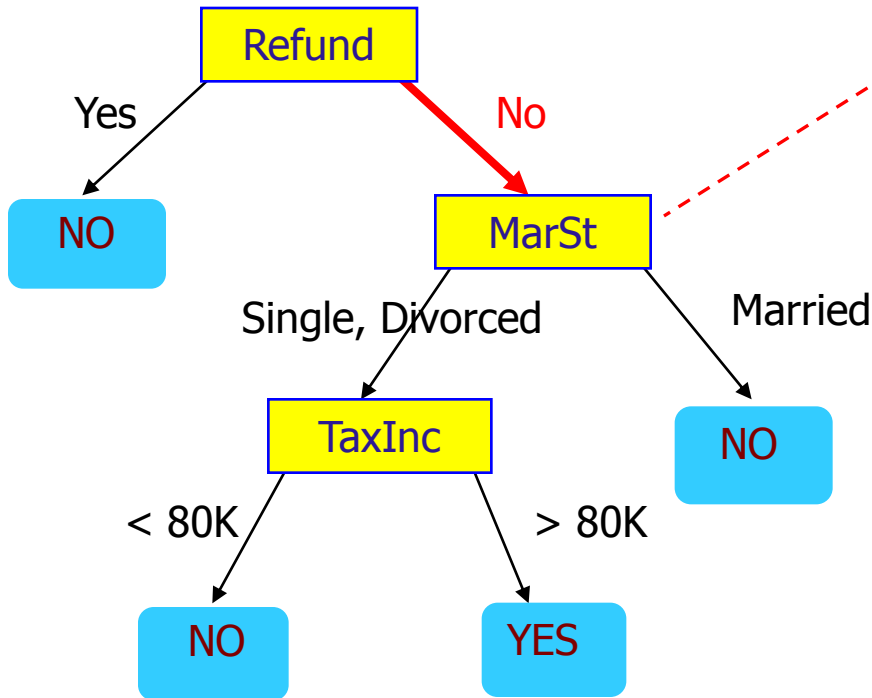 Refund
Yes
No
NO
MarSt
Single, Divorced
Married
TaxInc
NO
< 80K
> 80K
NO
YES